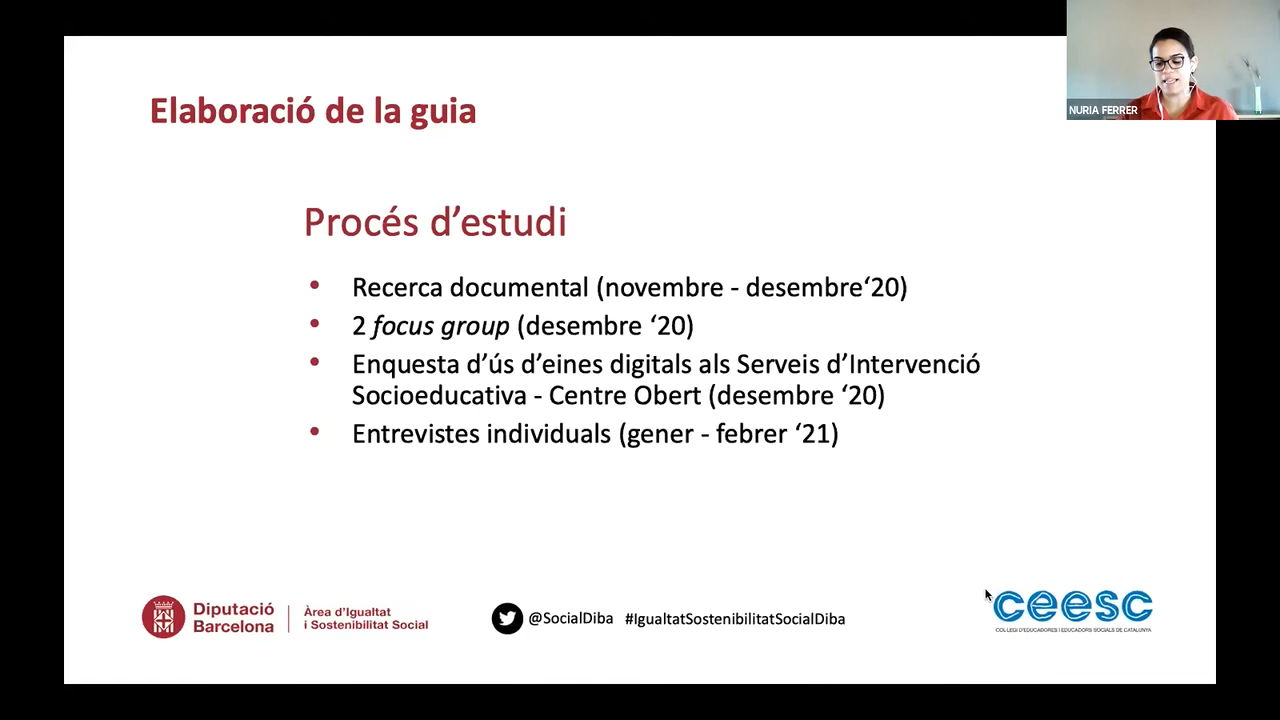 NURIA FERRER
Elaboració de la guia
Procés d’estudi
• Recerca documental (novembre - desembre‘20)
• 2 focus group (desembre ‘20)
• Enquesta d’ús d’eines digitals als Serveis d’Intervenció
Socioeducativa - Centre Obert (desembre ‘20)
• Entrevistes individuals (gener - febrer ‘21)
Diputació
Barcelona
Àrea d’Igualtat
i Sostenibilitat Social
@SocialDiba #IgualtatSostenibilitatSocialDiba
ceesc
COL·LEGI D’EDUCADORES I EDUCADORS SOCIALS DE CATALUNYA